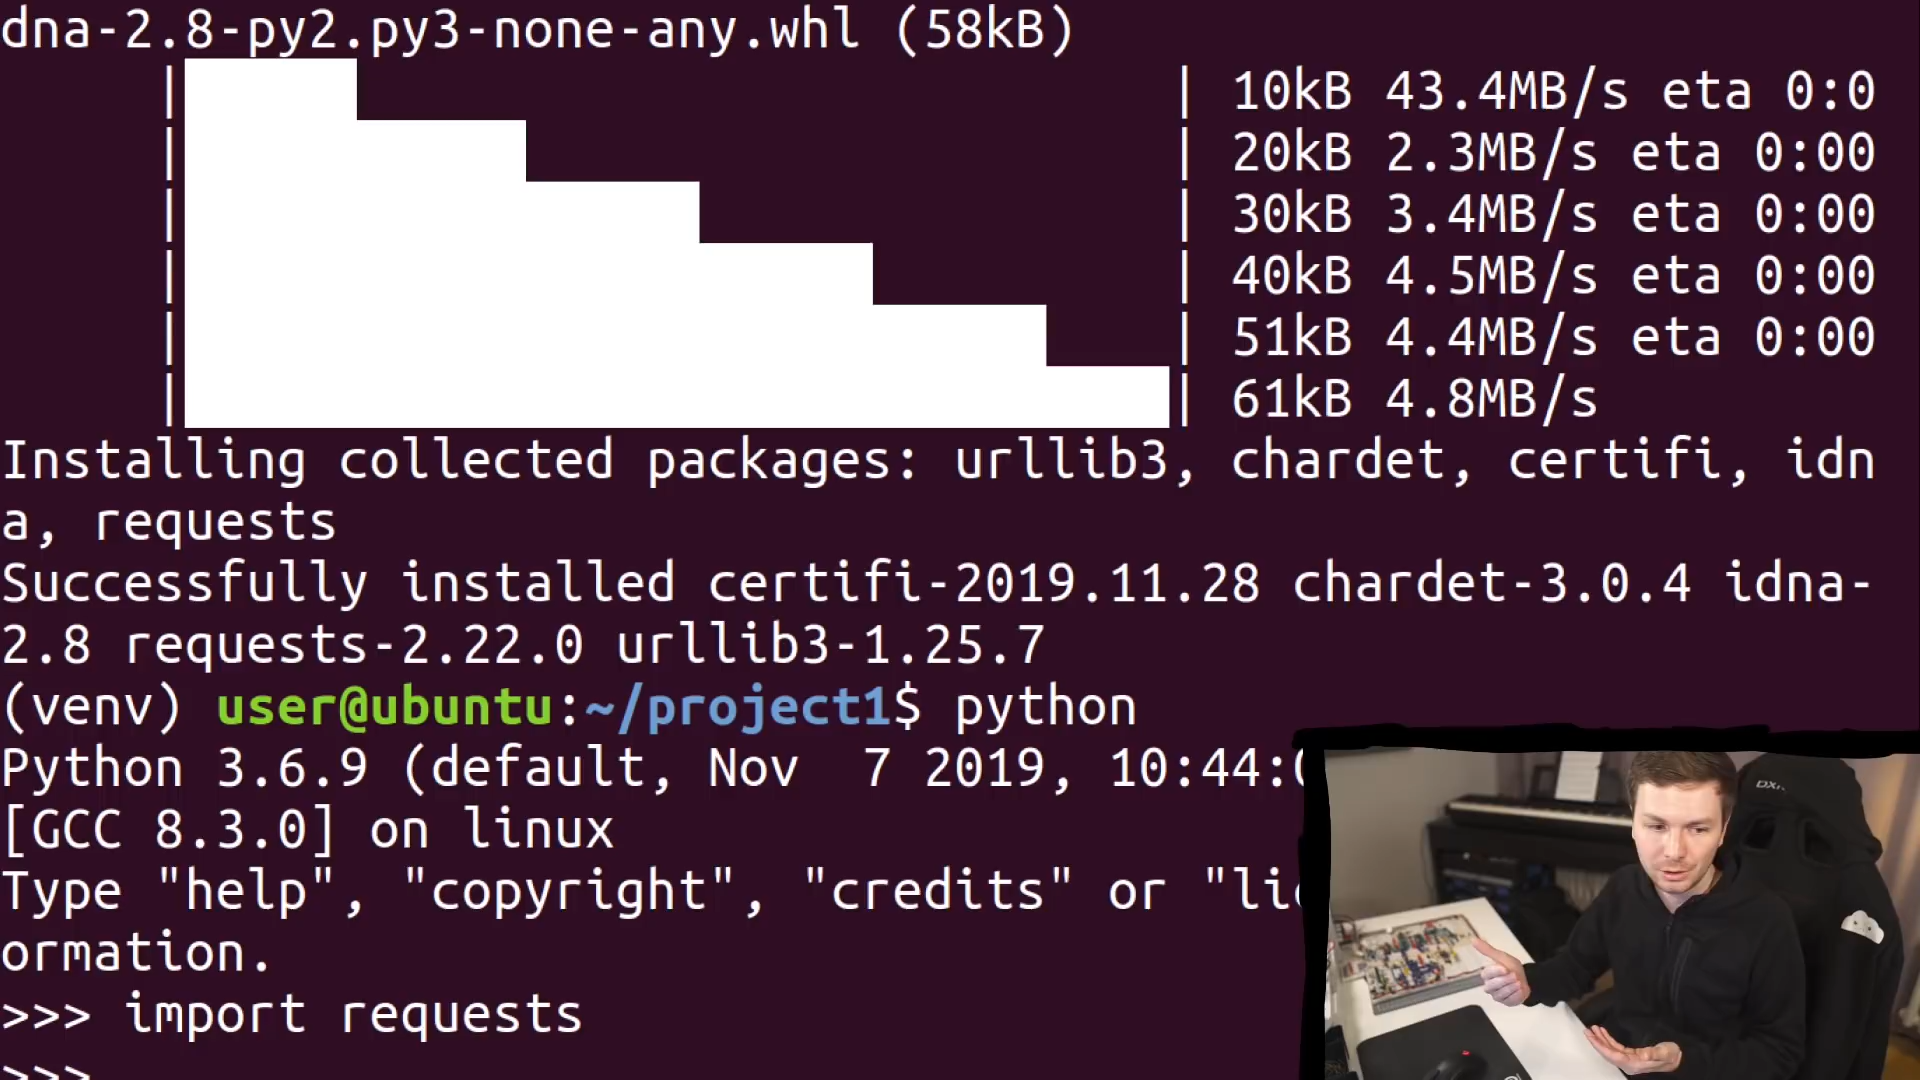 dna-2.8-py2.py3-none-any.whl (58kB)
| | 10kB 43.4MB/s eta 0:0
| | 20kB 2.3MB/s eta 0:00
| | 30kB 3.4MB/s eta 0:00
| | 40kB 4.5MB/s eta 0:00
| | 51kB 4.4MB/s eta 0:00
| | 61kB 4.8MB/s
Installing collected packages: urllib3, chardet, certifi, idn
a, requests
Successfully installed certifi-2019.11.28 chardet-3.0.4 idna-
2.8 requests-2.22.0 urllib3-1.25.7
(venv) user@ubuntu:~/project1$ python
Python 3.6.9 (default, Nov  7 2019, 10:44:0
[GCC 8.3.0] on linux
Type "help", "copyright", "credits" or "lic
ormation.
>>> import requests
>>>